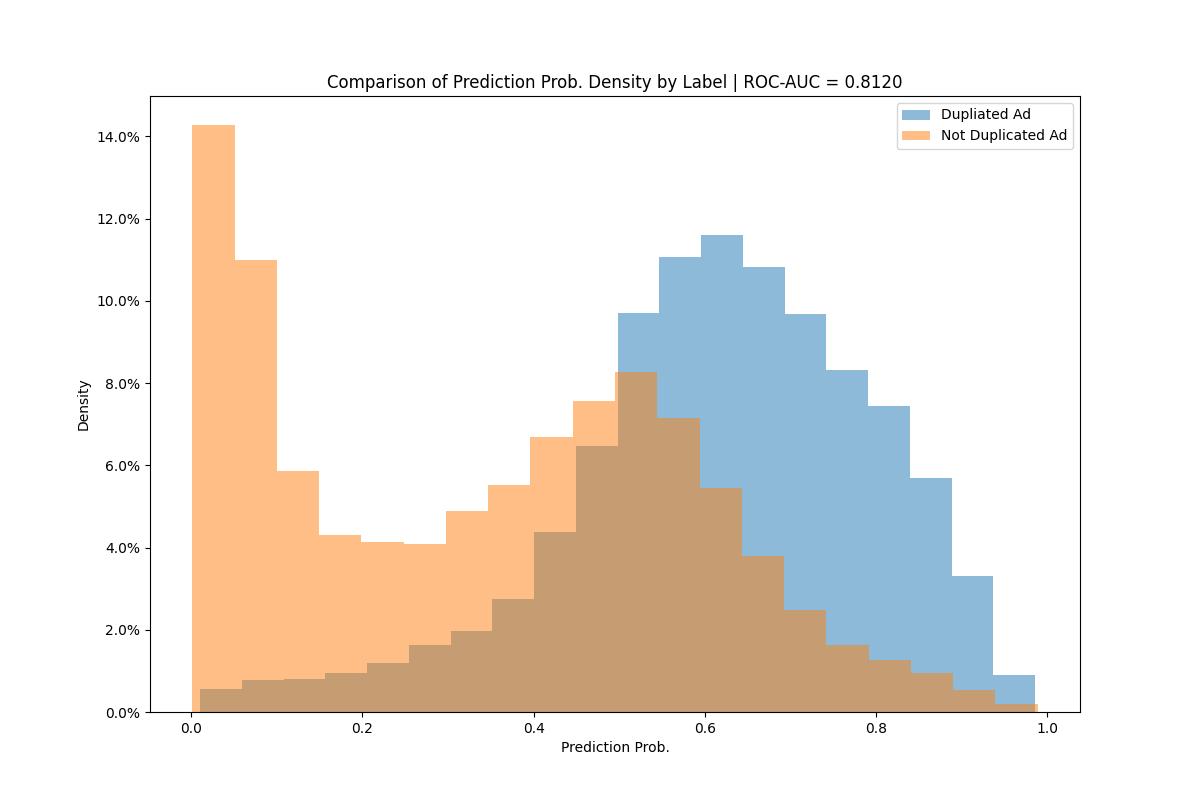 Comparison of Prediction Prob. Density by Label | ROC-AUC = 0.8120
Dupliated Ad
Not Duplicated Ad
14.0%
12.0%
10.0%
8.0%
6.0%
4.0%
2.0%
0.0%
Density
0.0 0.2 0.4 0.6 0.8 1.0
Prediction Prob.